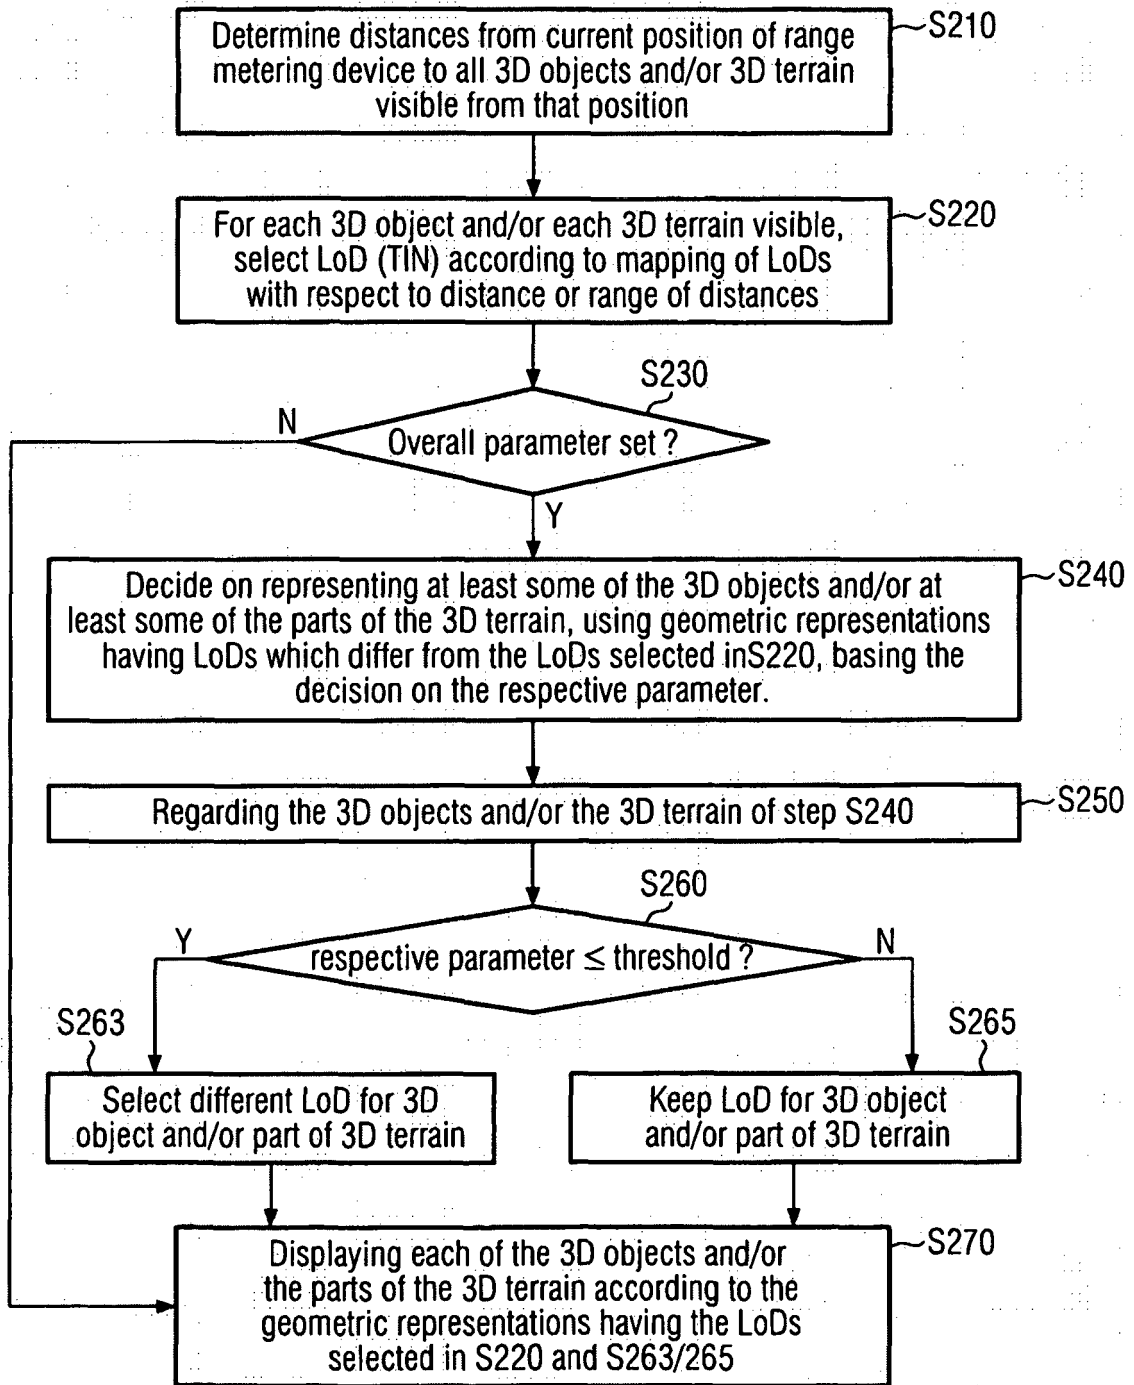 Determine distances from current position of range
metering device to all 3D objects and/or 3D terrain
visible from that position
S210
For each 3D object and/or each 3D terrain visible,
select LoD (TIN) according to mapping of LoDs
with respect to distance or range of distances
S220
S230
N
Overall parameter set ?
Y
Decide on representing at least some of the 3D objects and/or at
least some of the parts of the 3D terrain, using geometric representations
having LoDs which differ from the LoDs selected inS220, basing the
decision on the respective parameter.
S240
Regarding the 3D objects and/or the 3D terrain of step S240
S250
S260
Y
respective parameter ≤ threshold ?
N
S263
S265
Select different LoD for 3D
object and/or part of 3D terrain
Keep LoD for 3D object
and/or part of 3D terrain
Displaying each of the 3D objects and/or
the parts of the 3D terrain according to the
geometric representations having the LoDs
selected in S220 and S263/265
S270